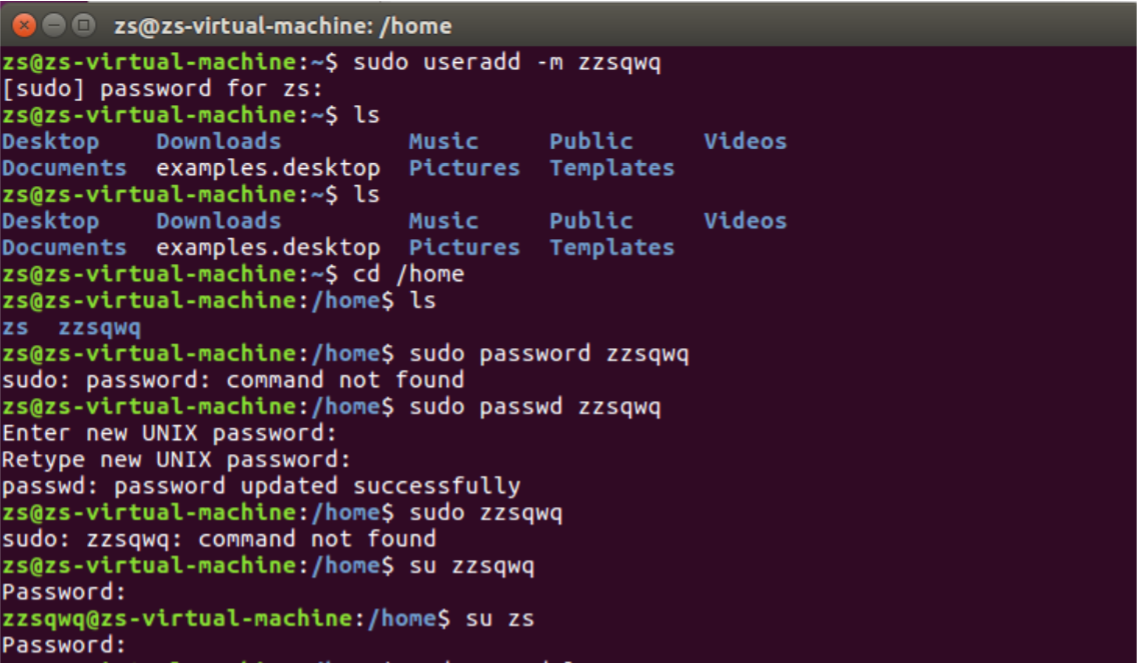 zs@zs-virtual-machine: /home
zs@zs-virtual-machine:~$ sudo useradd -m zzsqwq
[sudo] password for zs:
zs@zs-virtual-machine:~$ ls
Desktop    Downloads         Music     Public     Videos
Documents  examples.desktop  Pictures  Templates
zs@zs-virtual-machine:~$ ls
Desktop    Downloads         Music     Public     Videos
Documents  examples.desktop  Pictures  Templates
zs@zs-virtual-machine:~$ cd /home
zs@zs-virtual-machine:/home$ ls
zs  zzsqwq
zs@zs-virtual-machine:/home$ sudo password zzsqwq
sudo: password: command not found
zs@zs-virtual-machine:/home$ sudo passwd zzsqwq
Enter new UNIX password:
Retype new UNIX password:
passwd: password updated successfully
zs@zs-virtual-machine:/home$ sudo zzsqwq
sudo: zzsqwq: command not found
zs@zs-virtual-machine:/home$ su zzsqwq
Password:
zzsqwq@zs-virtual-machine:/home$ su zs
Password: